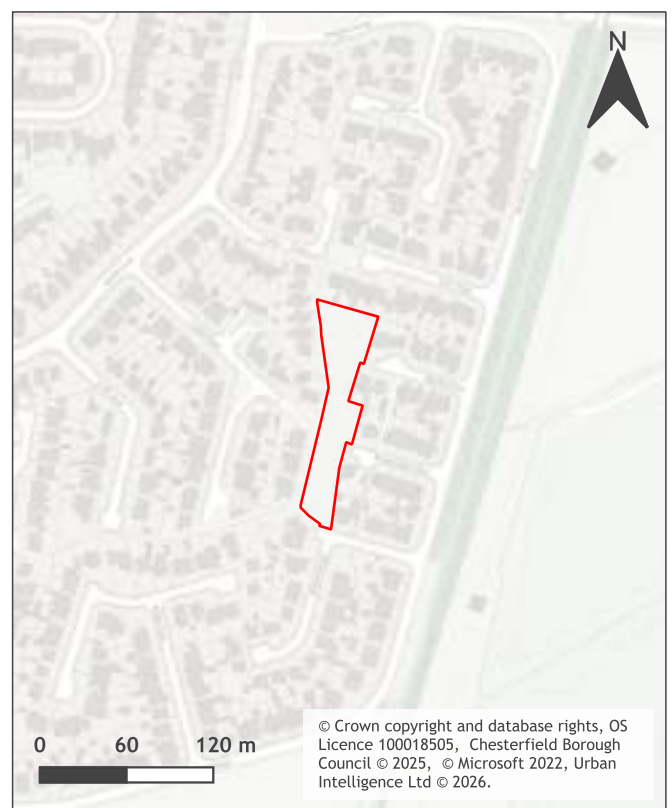 N
0 60 120 m
© Crown copyright and database rights, OS
Licence 100018505, Chesterfield Borough
Council © 2025, © Microsoft 2022, Urban
Intelligence Ltd © 2026.